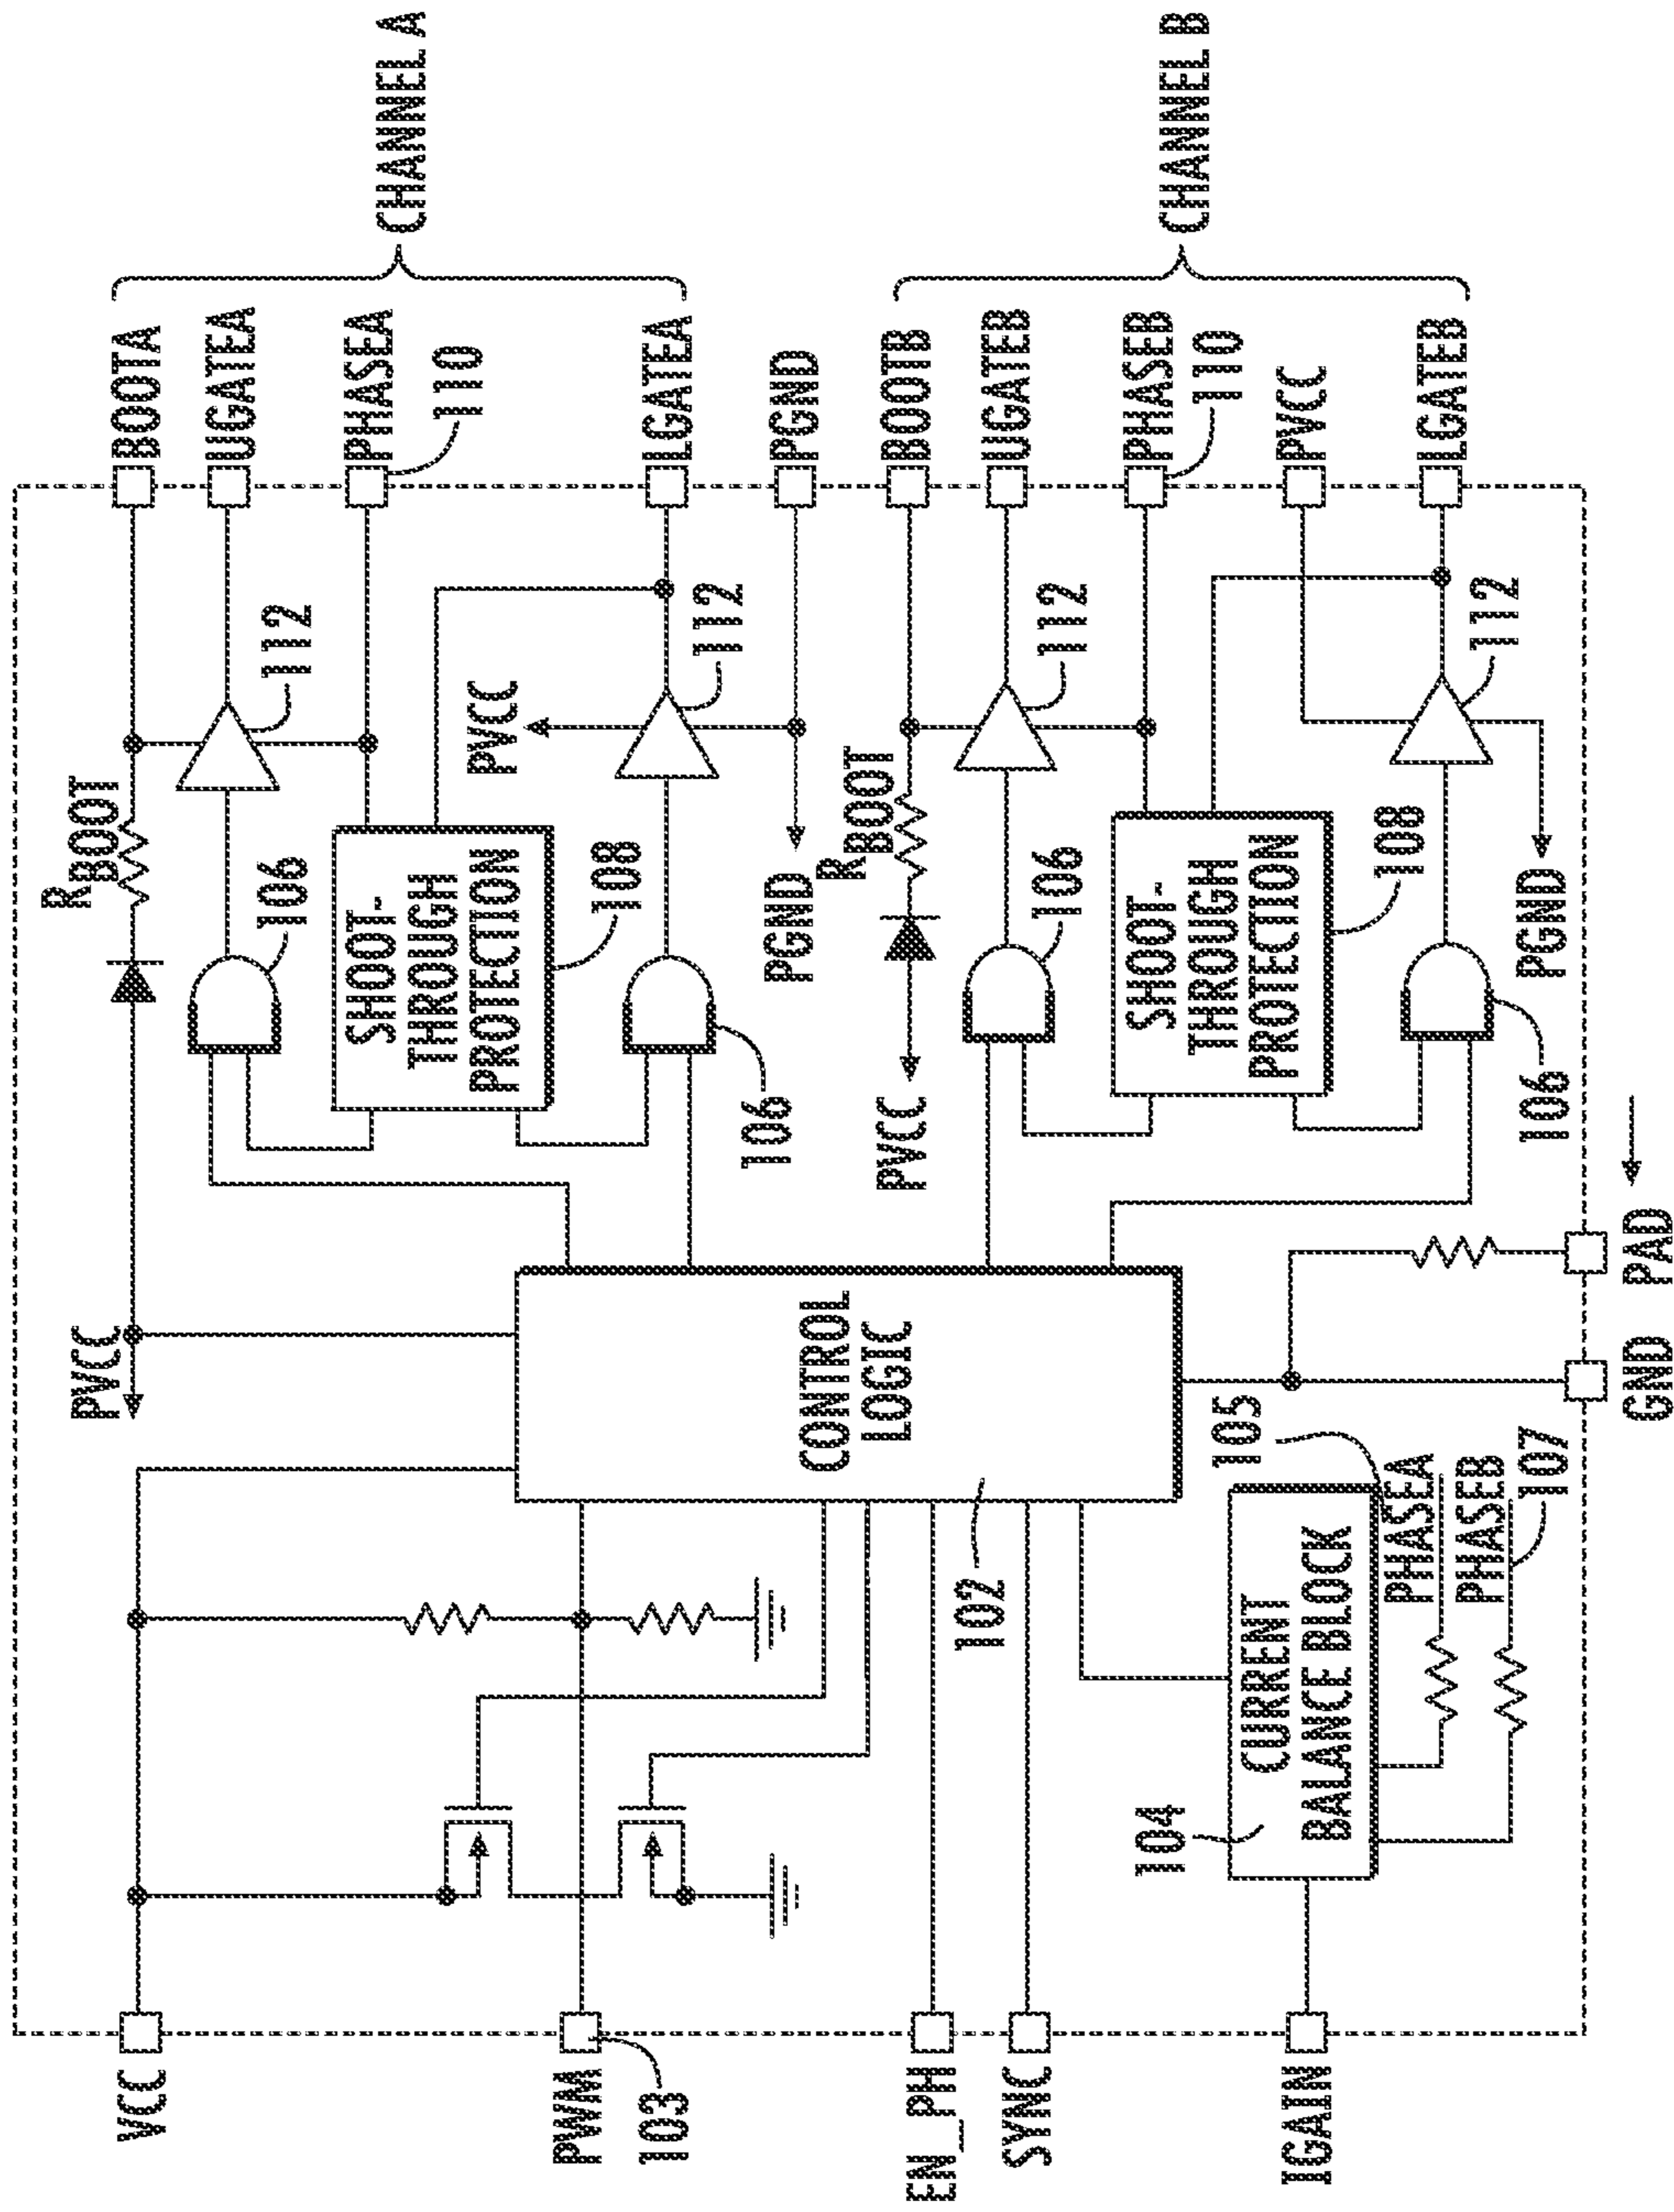 VCC
PWM
103
EN_PH
SYNC
IGAIN
PVCC
R
BOOT
BOOTA
UGATEA
PHASEA
110
LGATEA
PGND
CHANNEL A
112
106
SHOOT-
THROUGH
PROTECTION
108
PVCC
112
PGND
106
CONTROL
LOGIC
102
R
BOOT
PVCC
BOOTB
UGATEB
PHASEB
110
PVCC
LGATEB
CHANNEL B
112
106
SHOOT-
THROUGH
PROTECTION
108
112
PGND
106
104
CURRENT
BALANCE BLOCK
105
PHASEA
PHASEB
107
GND
PAD